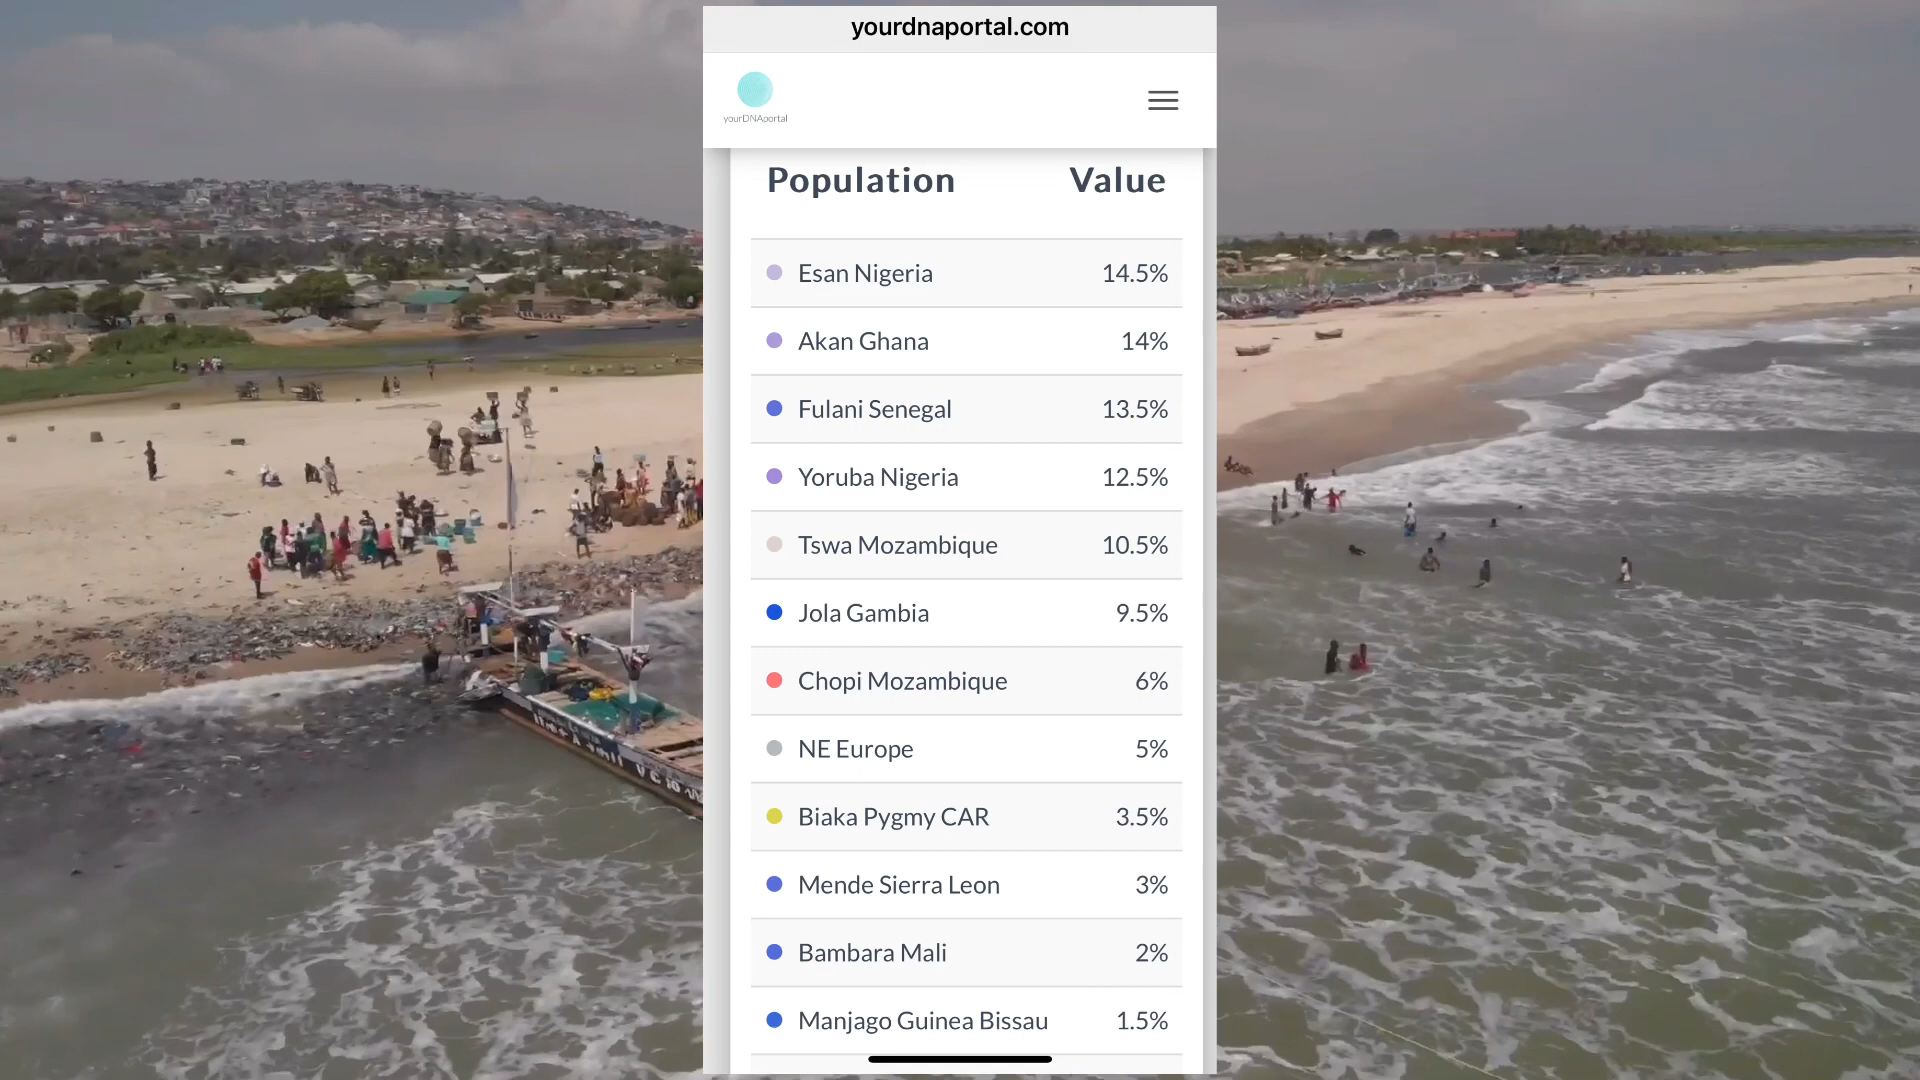 yourdnaportal.com
yourDNAportal
Population Value
Esan Nigeria 14.5%
Akan Ghana 14%
Fulani Senegal 13.5%
Yoruba Nigeria 12.5%
Tswa Mozambique 10.5%
Jola Gambia 9.5%
Chopi Mozambique 6%
NE Europe 5%
Biaka Pygmy CAR 3.5%
Mende Sierra Leon 3%
Bambara Mali 2%
Manjago Guinea Bissau 1.5%